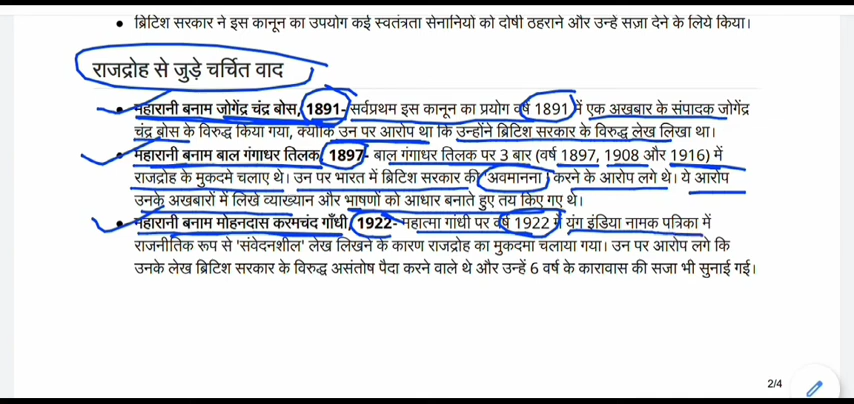 ब्रिटिश सरकार ने इस कानून का उपयोग कई स्वतंत्रता सेनानियो को दोषी ठहराने और उन्हें सज़ा देने के लिये किया।
राजद्रोह से जुड़े चर्चित वाद
महारानी बनाम जोगेंद्र चंद्र बोस, 1891- सर्वप्रथम इस कानून का प्रयोग वर्ष 1891 में एक अखबार के संपादक जोगेंद्र
चंद्र बोस के विरुद्ध किया गया, क्योंकि उन पर आरोप था कि उन्होंने ब्रिटिश सरकार के विरुद्ध लेख लिखा था।
महारानी बनाम बाल गंगाधर तिलक, 1897- बाल गंगाधर तिलक पर 3 बार (वर्ष 1897, 1908 और 1916) में
राजद्रोह के मुकदमे चलाए थे। उन पर भारत में ब्रिटिश सरकार की 'अवमानना' करने के आरोप लगे थे। ये आरोप
उनके अखबारों में लिखे व्याख्यान और भाषणों को आधार बनाते हुए तय किए गए थे।
महारानी बनाम मोहनदास करमचंद गाँधी, 1922- महात्मा गांधी पर वर्ष 1922 में यंग इंडिया नामक पत्रिका में
राजनीतिक रूप से 'संवेदनशील' लेख लिखने के कारण राजद्रोह का मुकदमा चलाया गया। उन पर आरोप लगे कि
उनके लेख ब्रिटिश सरकार के विरुद्ध असंतोष पैदा करने वाले थे और उन्हें 6 वर्ष के कारावास की सजा भी सुनाई गई।
2/4